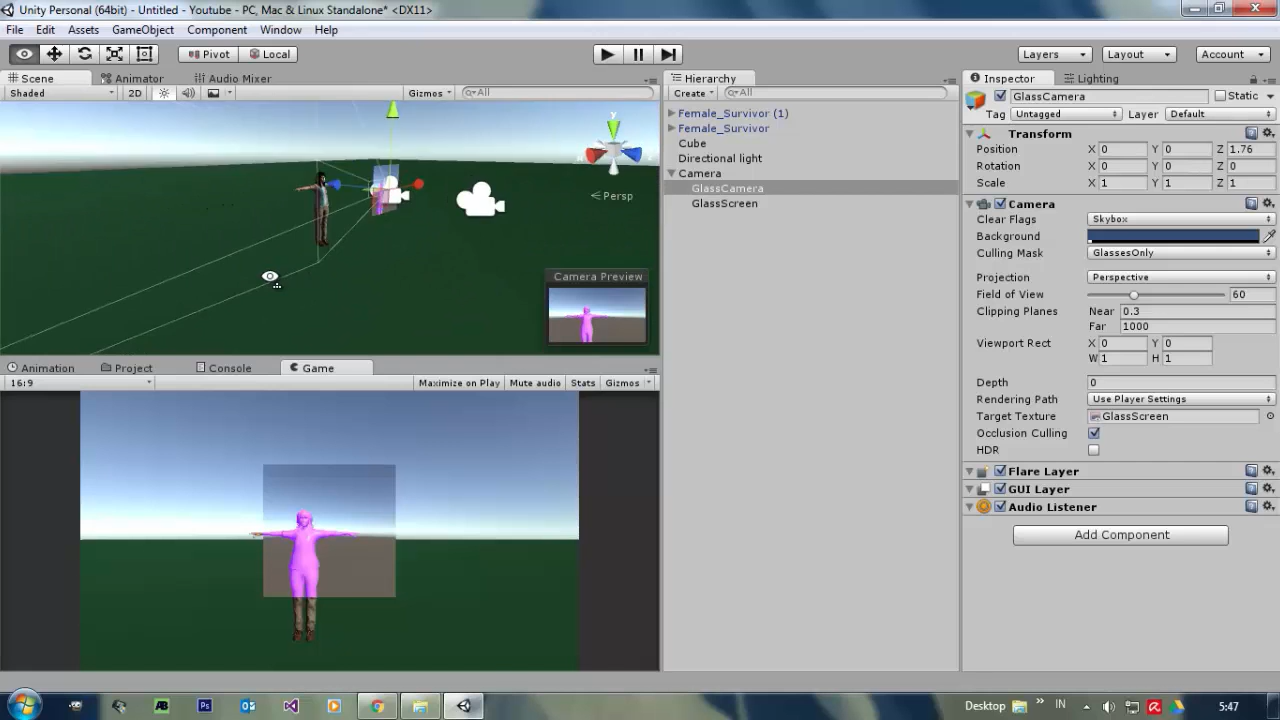 Unity Personal (64bit) - Untitled - Youtube - PC, Mac & Linux Standalone* <DX11>
File Edit Assets GameObject Component Window Help
Pivot Local Layers Layout Account
Scene Animator Audio Mixer
Shaded 2D Gizmos All
Persp
y
Camera Preview
Animation Project Console Game
16:9 Maximize on Play Mute audio Stats Gizmos
Hierarchy
Create All
Female_Survivor (1)
Female_Survivor
Cube
Directional light
Camera
GlassCamera
GlassScreen
Inspector Lighting
GlassCamera Static
Tag Untagged Layer Default
Transform
Position X 0 Y 0 Z 1.76
Rotation X 0 Y 0 Z 0
Scale X 1 Y 1 Z 1
Camera
Clear Flags Skybox
Background
Culling Mask GlassesOnly
Projection Perspective
Field of View 60
Clipping Planes Near 0.3
Far 1000
Viewport Rect X 0 Y 0
W 1 H 1
Depth 0
Rendering Path Use Player Settings
Target Texture GlassScreen
Occlusion Culling
HDR
Flare Layer
GUI Layer
Audio Listener
Add Component
AB Ps Desktop » IN 5:47